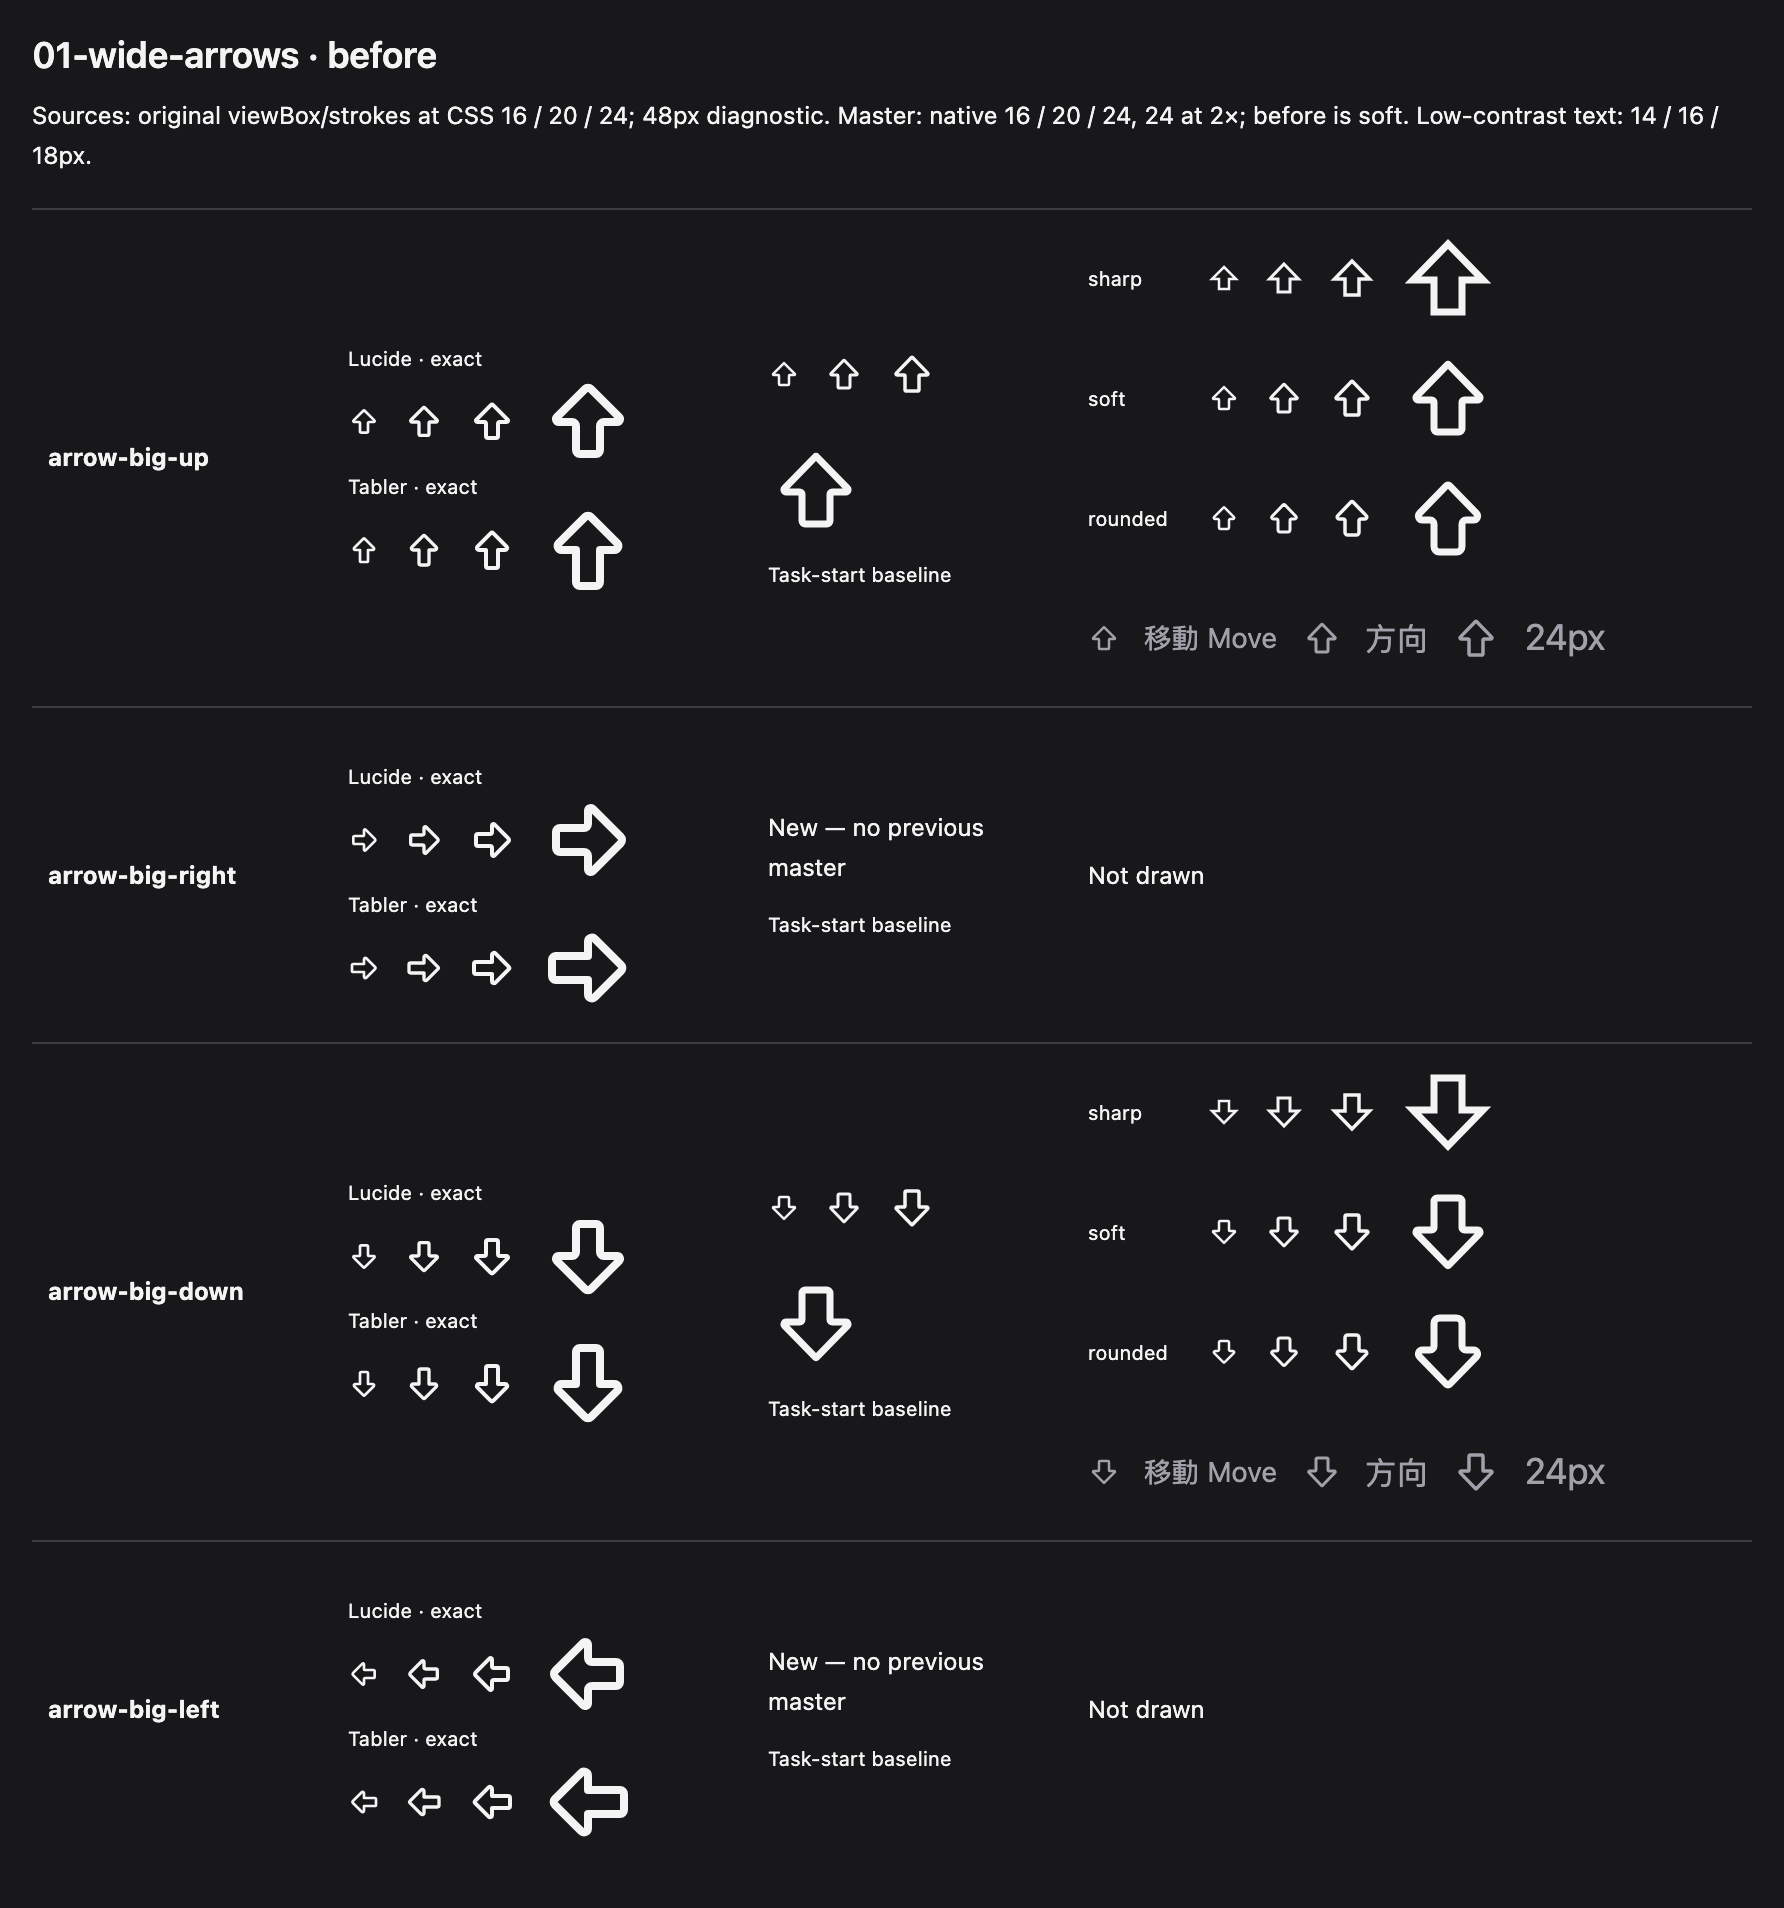 01-wide-arrows · before
Sources: original viewBox/strokes at CSS 16 / 20 / 24; 48px diagnostic. Master: native 16 / 20 / 24, 24 at 2×; before is soft. Low-contrast text: 14 / 16 /
18px.
arrow-big-up
Lucide · exact
Tabler · exact
Task-start baseline
sharp
soft
rounded
移動 Move 方向 24px
arrow-big-right
Lucide · exact
Tabler · exact
New — no previous
master
Task-start baseline
Not drawn
arrow-big-down
Lucide · exact
Tabler · exact
Task-start baseline
sharp
soft
rounded
移動 Move 方向 24px
arrow-big-left
Lucide · exact
Tabler · exact
New — no previous
master
Task-start baseline
Not drawn